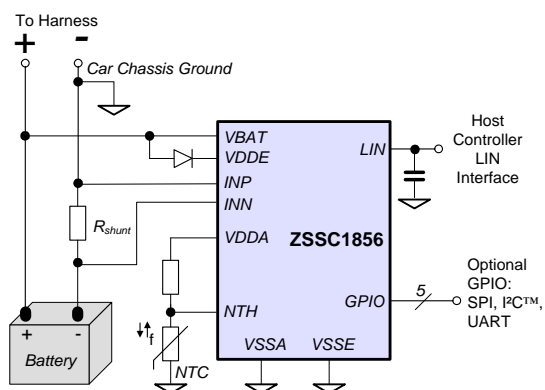 To Harness
+
-
Car Chassis Ground
VBAT
VDDE
INP
INN
VDDA
NTH
VSSA
VSSE
LIN
GPIO
ZSSC1856
Rshunt
f
NTC
+
-
Battery
Host
Controller
LIN
Interface
5
Optional
GPIO:
SPI, I²C™,
UART